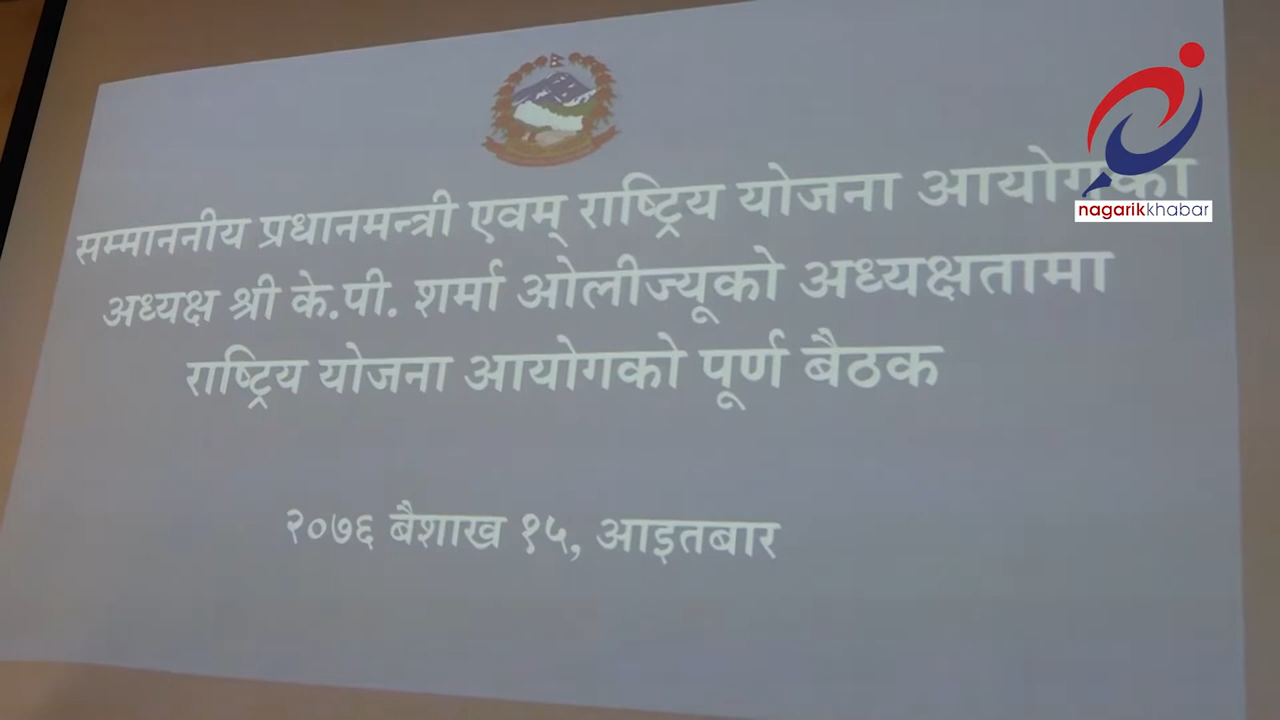 सम्माननीय प्रधानमन्त्री एवम् राष्ट्रिय योजना आयोगका
अध्यक्ष श्री के.पी. शर्मा ओलीज्यूको अध्यक्षतामा
राष्ट्रिय योजना आयोगको पूर्ण बैठक
२०७६ बैशाख १५, आइतबार
nagarikkhabar